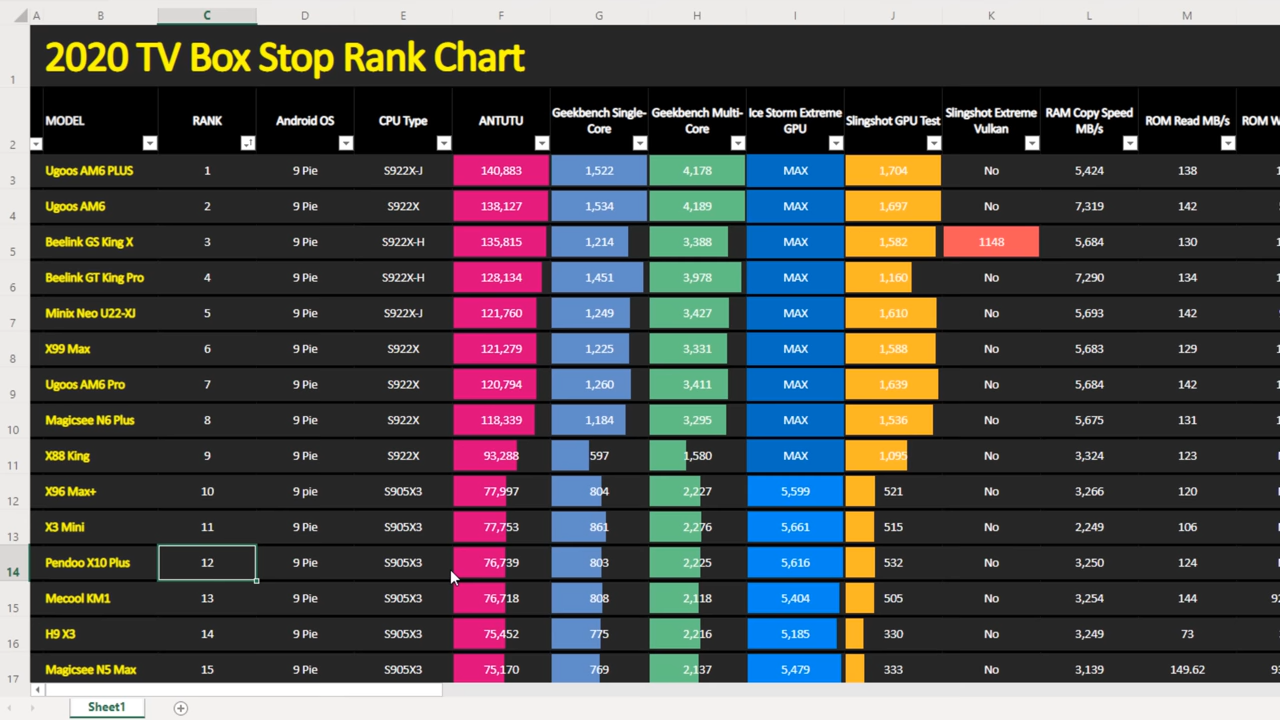 A B C D E F G H I J K L M
1 2020 TV Box Stop Rank Chart
2 MODEL RANK Android OS CPU Type ANTUTU Geekbench Single-Core Geekbench Multi-Core Ice Storm Extreme GPU Slingshot GPU Test Slingshot Extreme Vulkan RAM Copy Speed MB/s ROM Read MB/s ROM W
3 Ugoos AM6 PLUS 1 9 Pie S922X-J 140,883 1,522 4,178 MAX 1,704 No 5,424 138
4 Ugoos AM6 2 9 Pie S922X 138,127 1,534 4,189 MAX 1,697 No 7,319 142
5 Beelink GS King X 3 9 Pie S922X-H 135,815 1,214 3,388 MAX 1,582 1148 5,684 130
6 Beelink GT King Pro 4 9 Pie S922X-H 128,134 1,451 3,978 MAX 1,160 No 7,290 134
7 Minix Neo U22-XJ 5 9 Pie S922X-J 121,760 1,249 3,427 MAX 1,610 No 5,693 142
8 X99 Max 6 9 Pie S922X 121,279 1,225 3,331 MAX 1,588 No 5,683 129
9 Ugoos AM6 Pro 7 9 Pie S922X 120,794 1,260 3,411 MAX 1,639 No 5,684 142
10 Magicsee N6 Plus 8 9 Pie S922X 118,339 1,184 3,295 MAX 1,536 No 5,675 131
11 X88 King 9 9 Pie S922X 93,288 597 1,580 MAX 1,095 No 3,324 123
12 X96 Max+ 10 9 pie S905X3 77,997 804 2,227 5,599 521 No 3,266 120
13 X3 Mini 11 9 Pie S905X3 77,753 861 2,276 5,661 515 No 2,249 106
14 Pendoo X10 Plus 12 9 Pie S905X3 76,739 803 2,225 5,616 532 No 3,250 124
15 Mecool KM1 13 9 Pie S905X3 76,718 808 2,118 5,404 505 No 3,254 144
16 H9 X3 14 9 Pie S905X3 75,452 775 2,216 5,185 330 No 3,249 73
17 Magicsee N5 Max 15 9 Pie S905X3 75,170 769 2,137 5,479 333 No 3,139 149.62
Sheet1